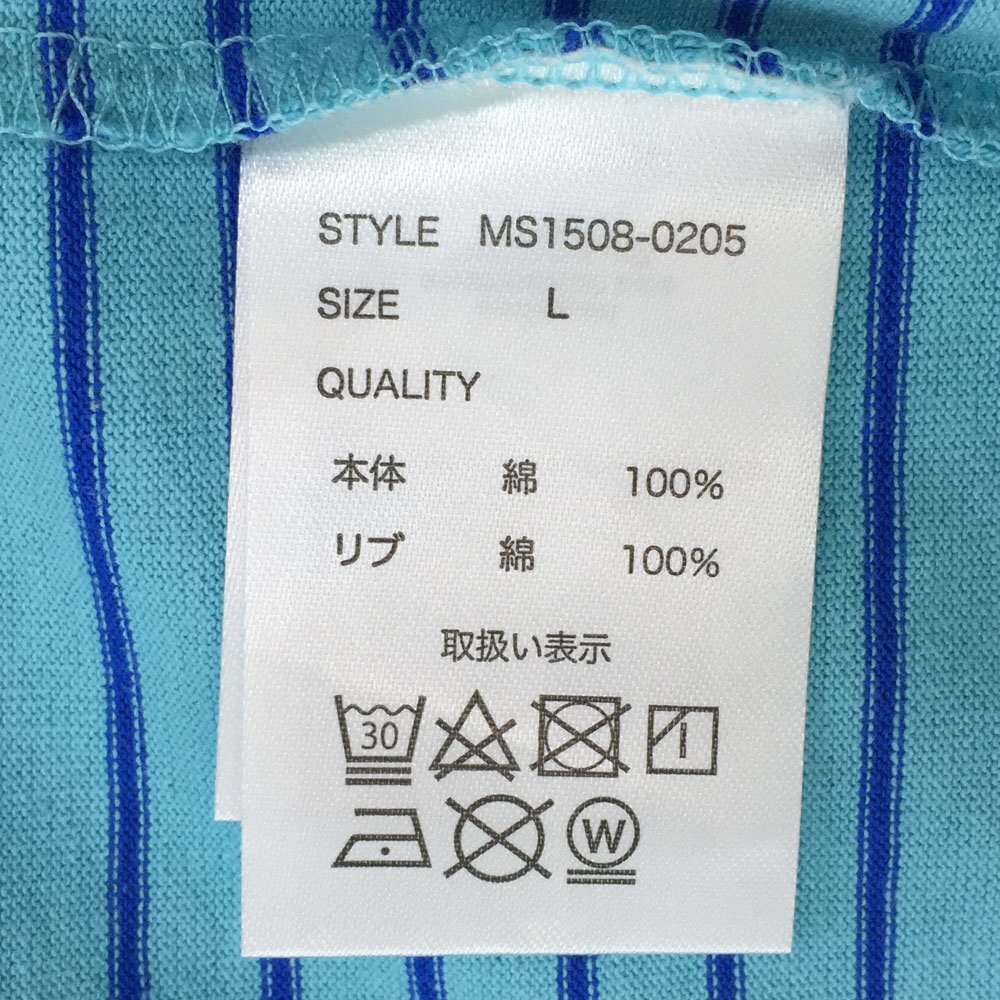 STYLE MS1508-0205
SIZE L
QUALITY
本体 綿 100%
リブ 綿 100%
取扱い表示
30
W